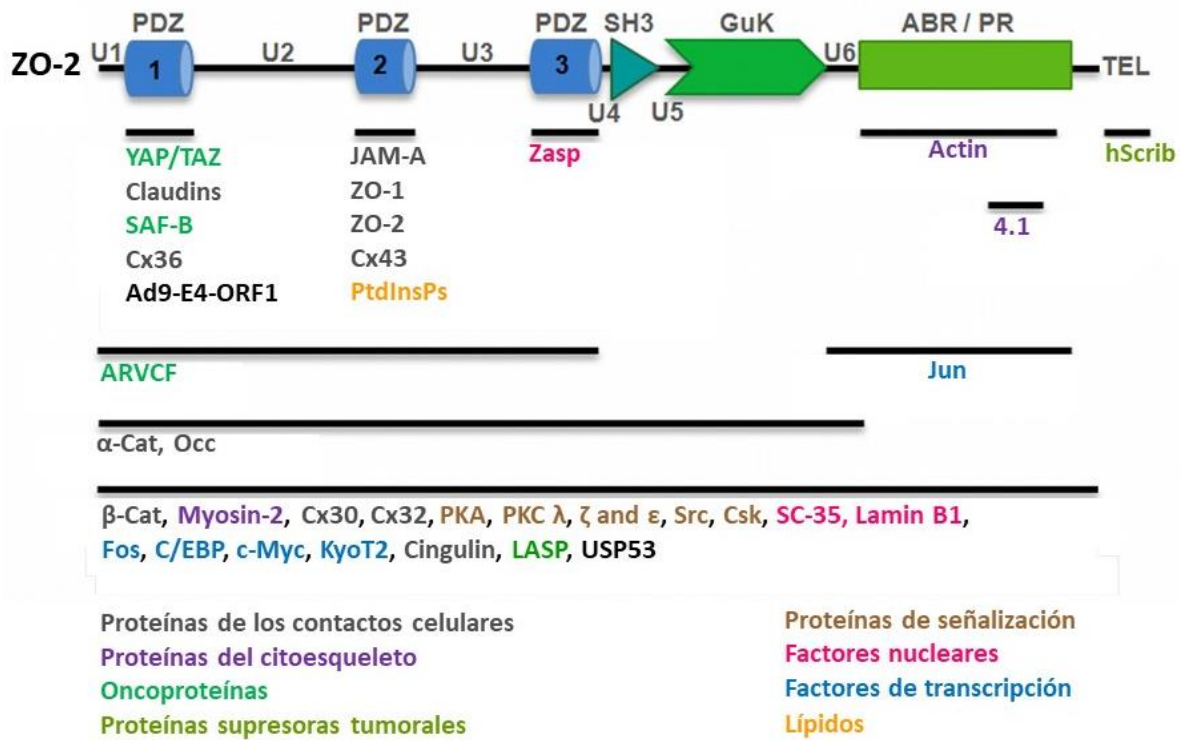 PDZ PDZ PDZ SH3 GuK ABR / PR
ZO-2 U1 1 U2 2 U3 3 U4 U5 U6 TEL
YAP/TAZ JAM-A Zasp Actin hScrib
Claudins ZO-1
SAF-B ZO-2 4.1
Cx36 Cx43
Ad9-E4-ORF1 PtdInsPs
ARVCF Jun
α-Cat, Occ
β-Cat, Myosin-2, Cx30, Cx32, PKA, PKC λ, ζ and ε, Src, Csk, SC-35, Lamin B1,
Fos, C/EBP, c-Myc, KyoT2, Cingulin, LASP, USP53
Proteínas de los contactos celulares
Proteínas del citoesqueleto
Oncoproteínas
Proteínas supresoras tumorales
Proteínas de señalización
Factores nucleares
Factores de transcripción
Lípidos